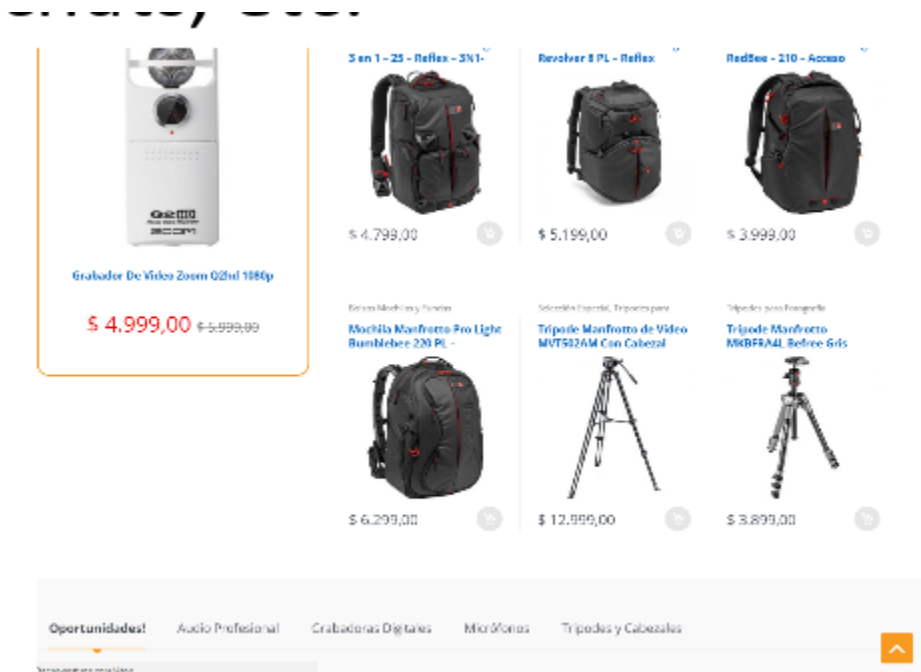 3 en 1 - 25 - Reflex - 3N1-
Revolver 8 PL - Reflex
RedBee - 210 - Acceso
Q2HD
ZOOM
$ 4.799,00
$ 5.199,00
$ 3.999,00
Grabador De Video Zoom Q2hd 1080p
$ 4.999,00 $ 5.999,00
Bolsos Mochilas y Fundas
Mochila Manfrotto Pro Light
Bumblebee 220 PL -
$ 6.299,00
Selección Especial, Tripodes para
Tripode Manfrotto de Video
MVT502AM Con Cabezal
$ 12.999,00
Tripodes para Fotografía
Tripode Manfrotto
MKBFRA4L Befree Gris
$ 3.899,00
Oportunidades! Audio Profesional Grabadoras Digitales Micrófonos Tripodes y Cabezales